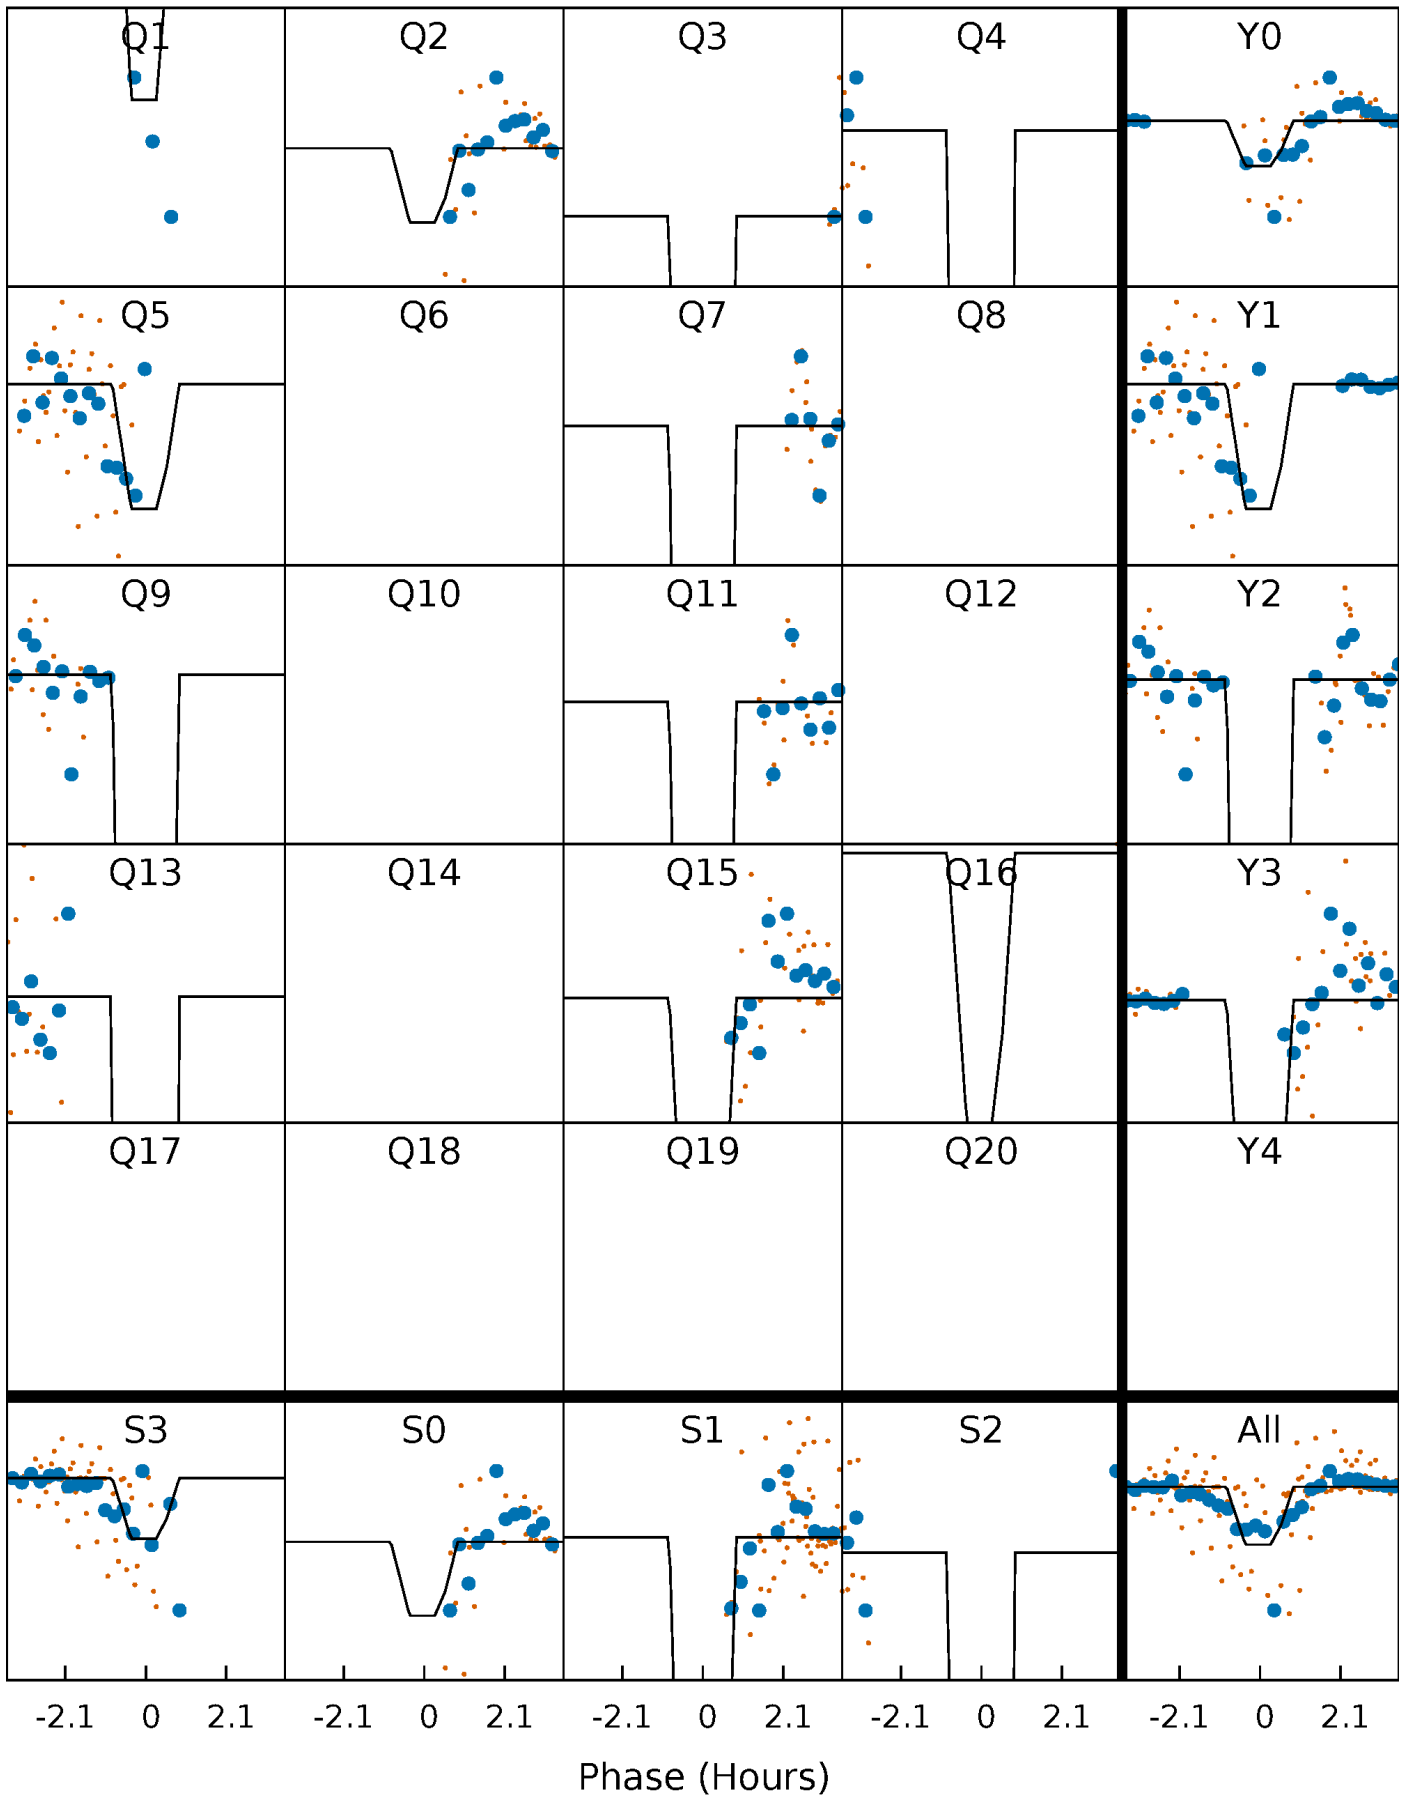 Q1 Q2 Q3 Q4 Y0
Q5 Q6 Q7 Q8 Y1
Q9 Q10 Q11 Q12 Y2
Q13 Q14 Q15 Q16 Y3
Q17 Q18 Q19 Q20 Y4
S3 S0 S1 S2 All
-2.1 0 2.1 -2.1 0 2.1 -2.1 0 2.1 -2.1 0 2.1 -2.1 0 2.1
Phase (Hours)